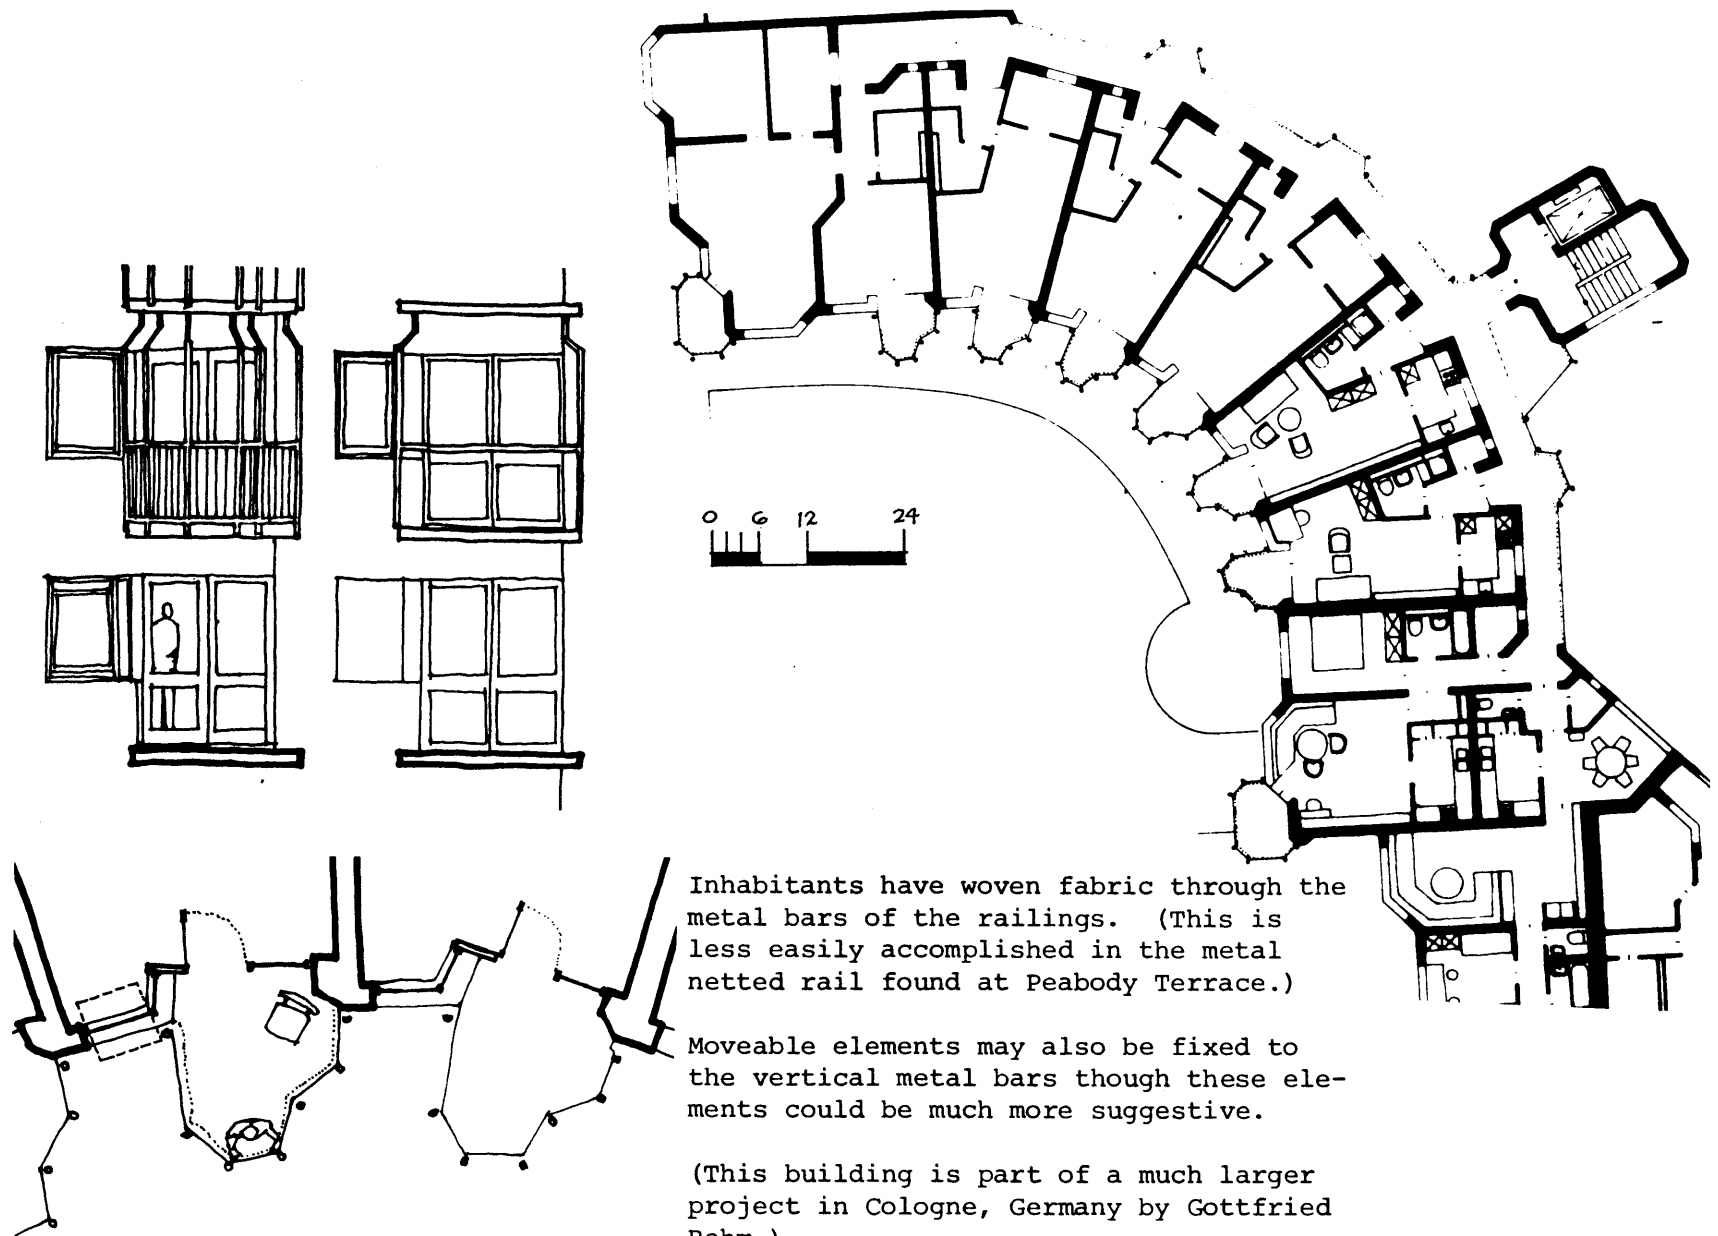 0 6 12 24
Inhabitants have woven fabric through the
metal bars of the railings. (This is
less easily accomplished in the metal
netted rail found at Peabody Terrace.)
Moveable elements may also be fixed to
the vertical metal bars though these ele-
ments could be much more suggestive.
(This building is part of a much larger
project in Cologne, Germany by Gottfried